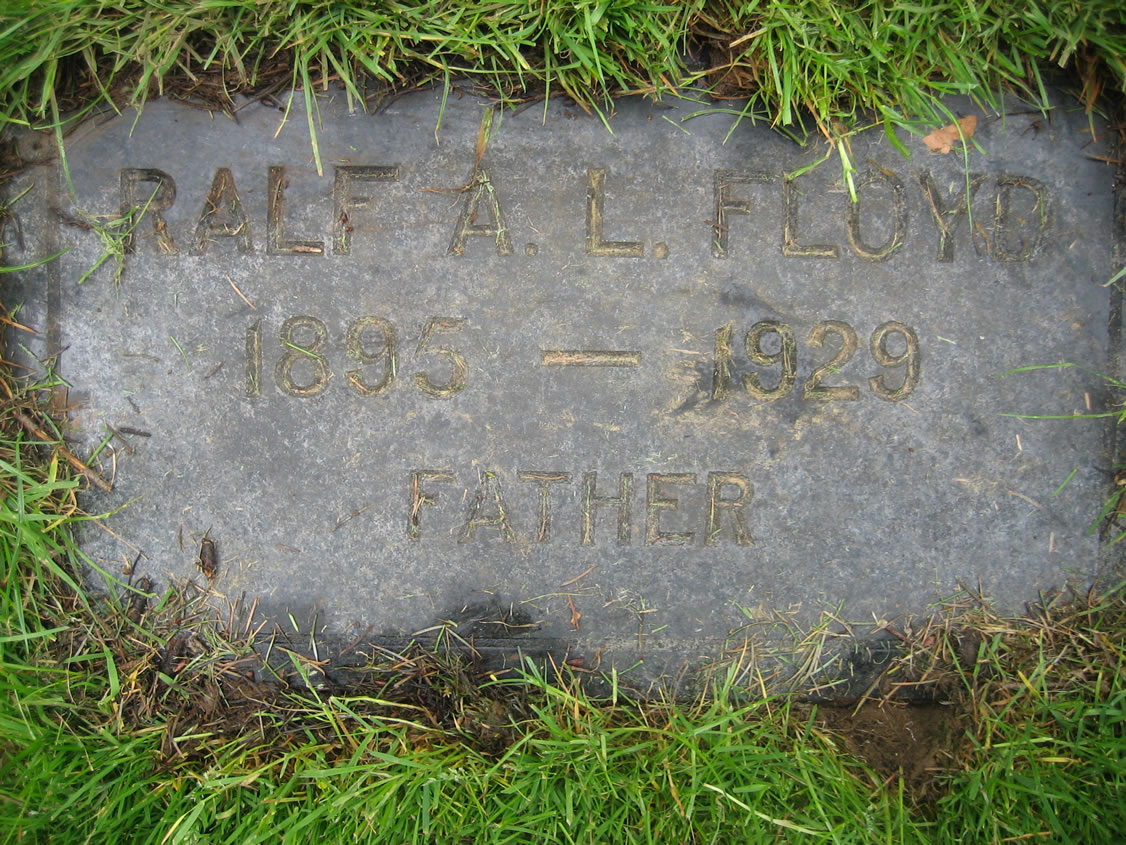 RALF A. L. FLOYD
1895 — 1929
FATHER